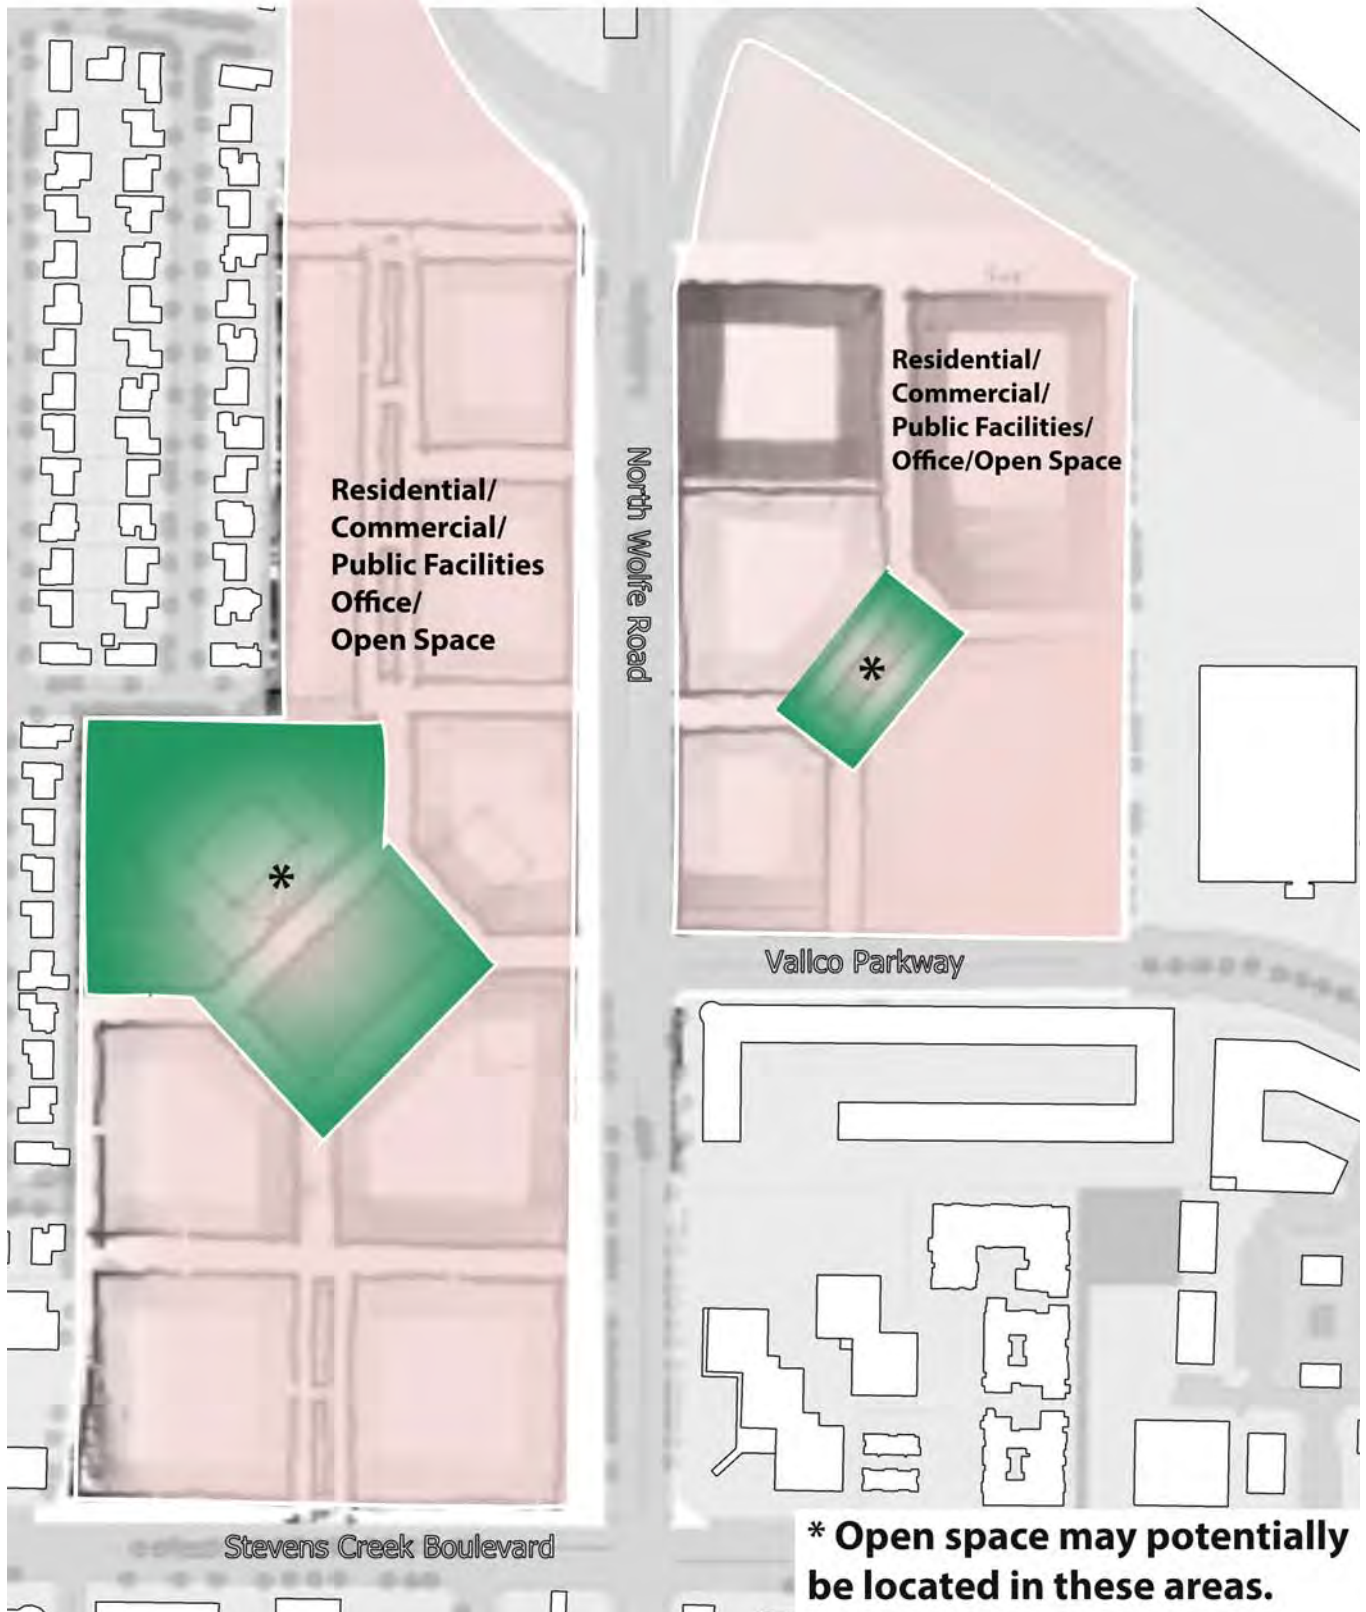 Residential/
Commercial/
Public Facilities/
Office/Open Space
Residential/
Commercial/
Public Facilities
Office/
Open Space
North Wolfe Road
*
*
Vallco Parkway
Stevens Creek Boulevard
* Open space may potentially
be located in these areas.